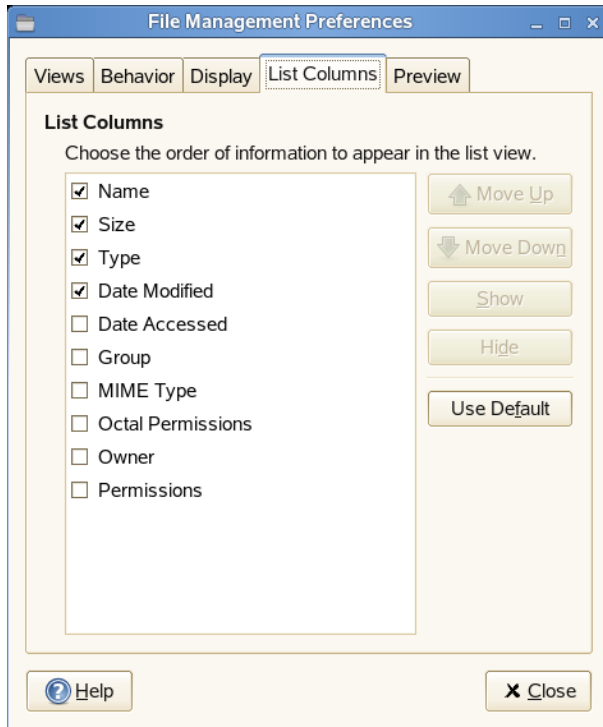 File Management Preferences
Views Behavior Display List Columns Preview
List Columns
Choose the order of information to appear in the list view.
Name
Size
Type
Date Modified
Date Accessed
Group
MIME Type
Octal Permissions
Owner
Permissions
Move Up
Move Down
Show
Hide
Use Default
Help
Close